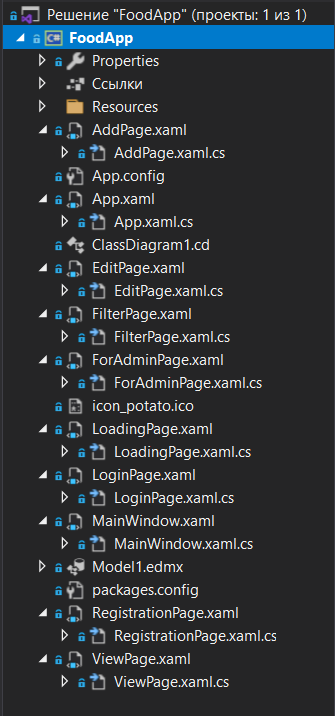 Решение "FoodApp" (проекты: 1 из 1)
C# FoodApp
Properties
Ссылки
Resources
AddPage.xaml
AddPage.xaml.cs
App.config
App.xaml
App.xaml.cs
ClassDiagram1.cd
EditPage.xaml
EditPage.xaml.cs
FilterPage.xaml
FilterPage.xaml.cs
ForAdminPage.xaml
ForAdminPage.xaml.cs
icon_potato.ico
LoadingPage.xaml
LoadingPage.xaml.cs
LoginPage.xaml
LoginPage.xaml.cs
MainWindow.xaml
MainWindow.xaml.cs
Model1.edmx
packages.config
RegistrationPage.xaml
RegistrationPage.xaml.cs
ViewPage.xaml
ViewPage.xaml.cs